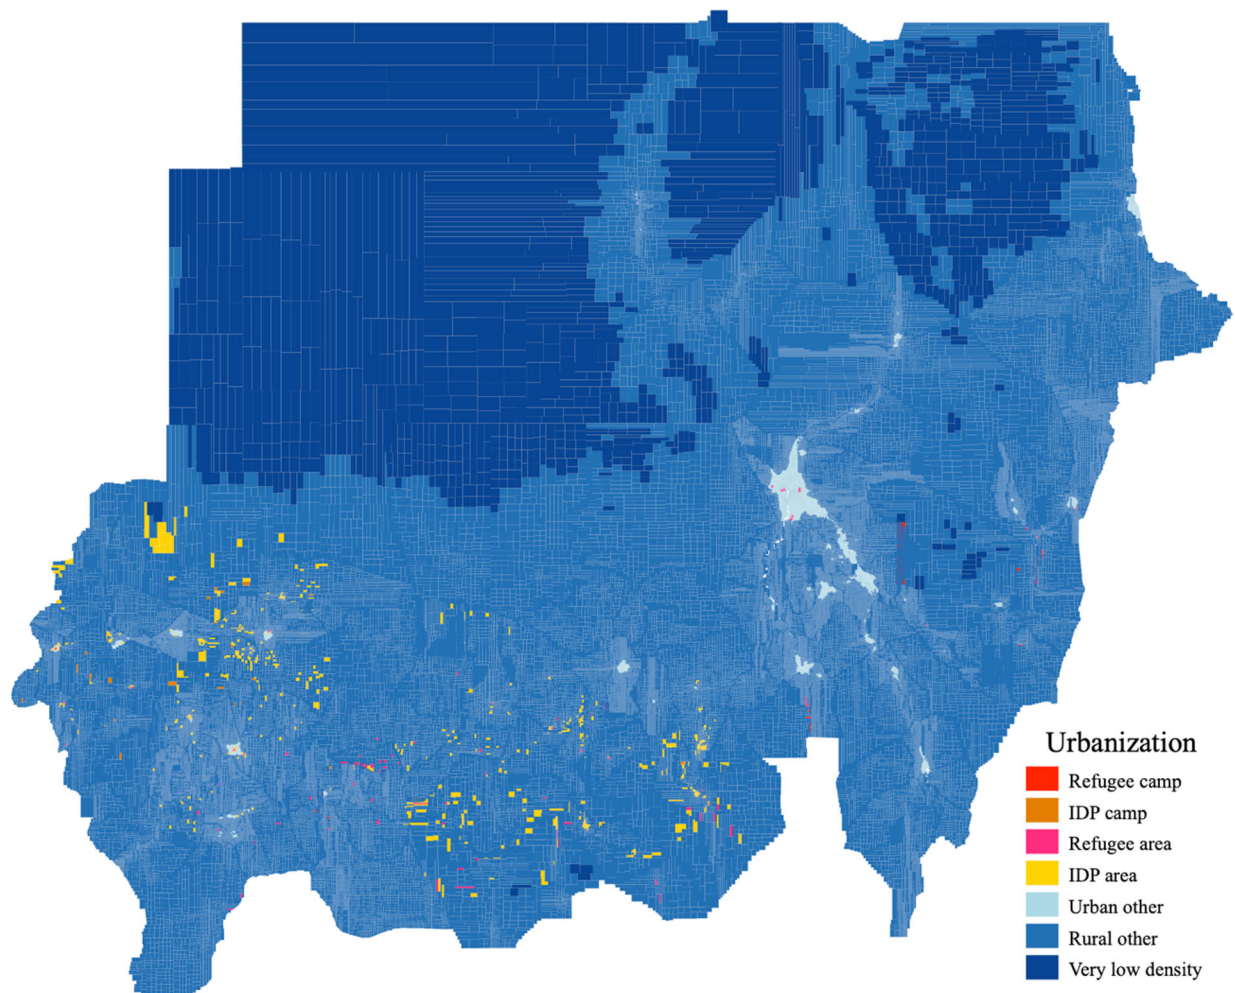 Urbanization
Refugee camp
IDP camp
Refugee area
IDP area
Urban other
Rural other
Very low density